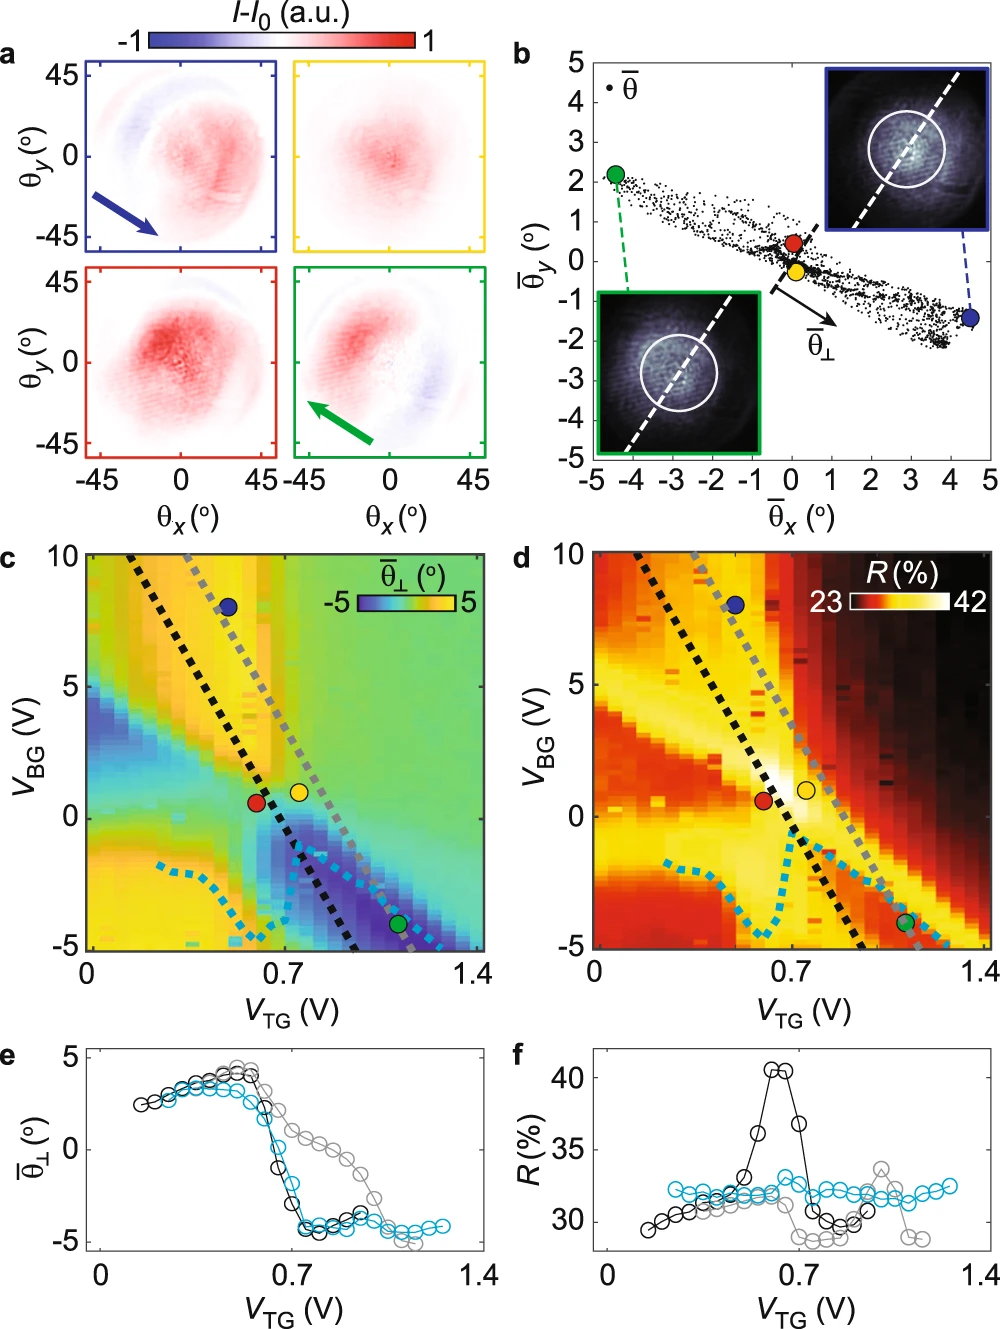 I-I0 (a.u.)
-1 1
a
45
0
-45
θy (°)
45
0
-45
θy (°)
-45 0 45 -45 0 45
θx (°) θx (°)
b
5
4
3
2
1
0
-1
-2
-3
-4
-5
θ̅y (°)
• θ̅
θ̅⊥
-5 -4 -3 -2 -1 0 1 2 3 4 5
θ̅x (°)
c
10
5
0
-5
VBG (V)
θ̅⊥ (°)
-5 5
0 0.7 1.4
VTG (V)
d
10
5
0
-5
VBG (V)
R (%)
23 42
0 0.7 1.4
VTG (V)
e
5
0
-5
θ̅⊥ (°)
0 0.7 1.4
VTG (V)
f
40
35
30
R (%)
0 0.7 1.4
VTG (V)